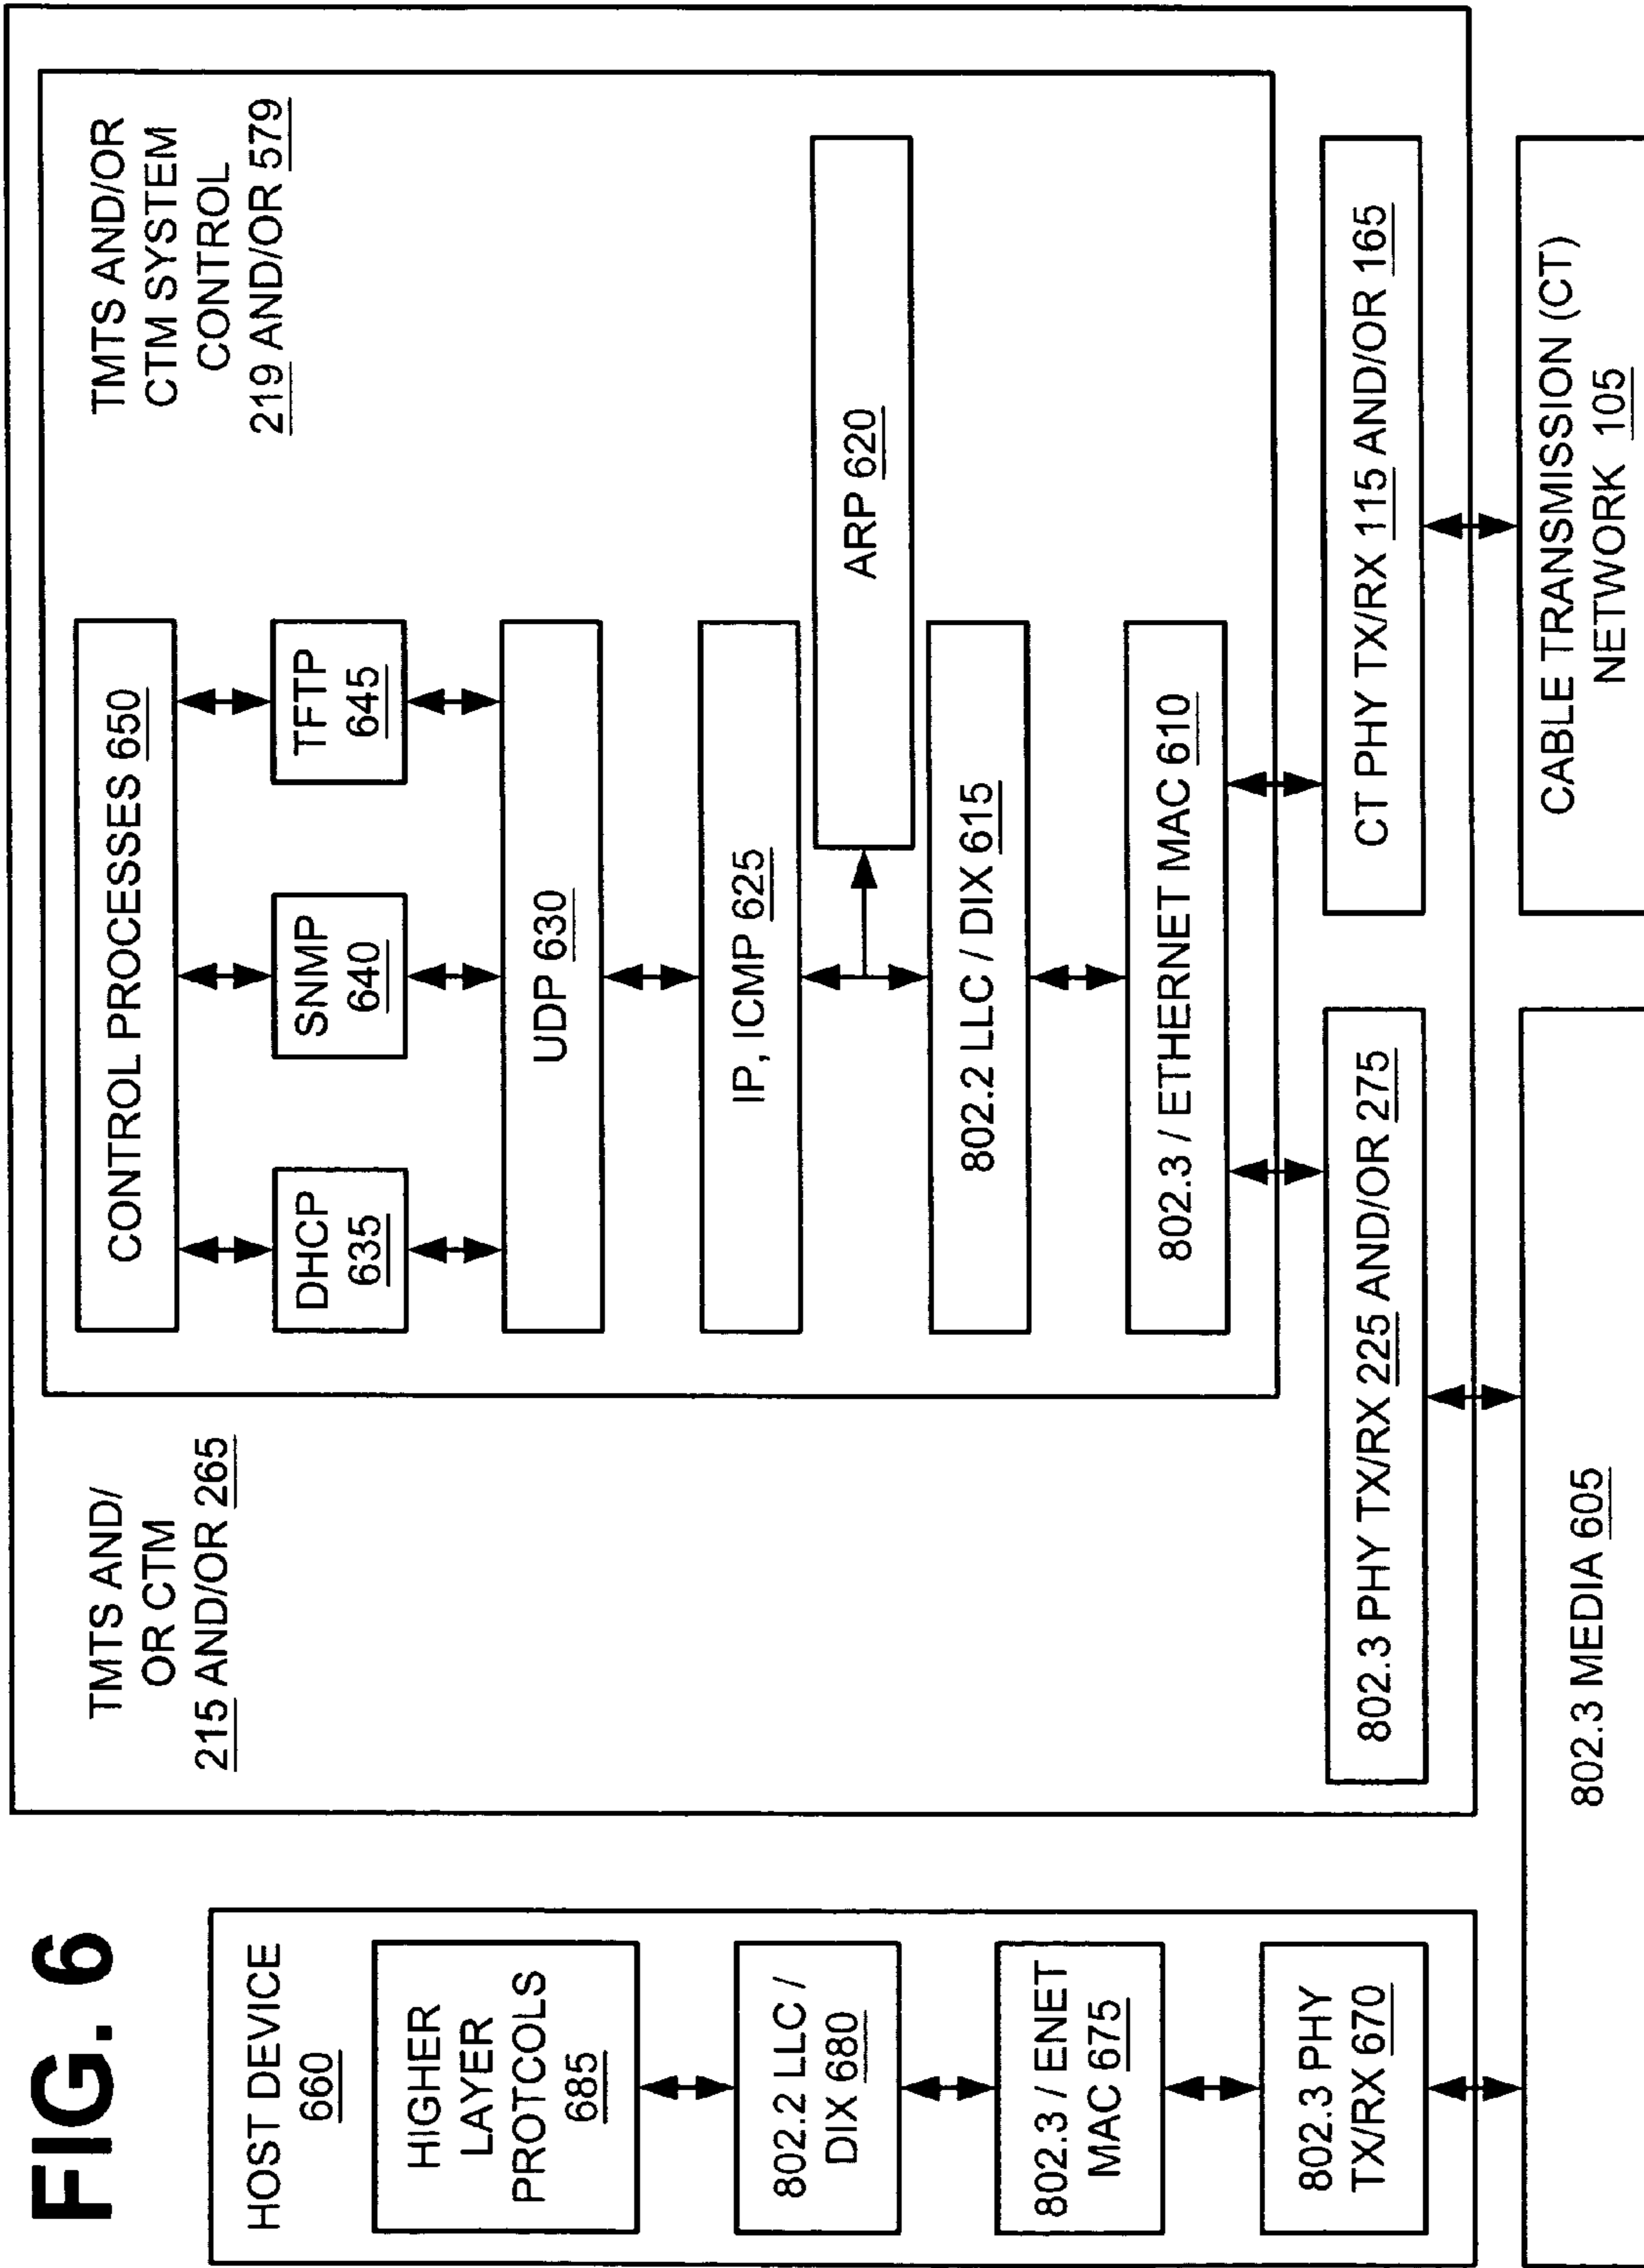 FIG. 6
HOST DEVICE
660
HIGHER
LAYER
PROTCOLS
685
802.2 LLC /
DIX 680
802.3 / ENET
MAC 675
802.3 PHY
TX/RX 670
TMTS AND/
OR CTM
215 AND/OR 265
TMTS AND/OR
CTM SYSTEM
CONTROL
219 AND/OR 579
CONTROL PROCESSES 650
DHCP
635
SNMP
640
TFTP
645
UDP 630
IP, ICMP 625
ARP 620
802.2 LLC / DIX 615
802.3 / ETHERNET MAC 610
802.3 PHY TX/RX 225 AND/OR 275
CT PHY TX/RX 115 AND/OR 165
802.3 MEDIA 605
CABLE TRANSMISSION (CT)
NETWORK 105